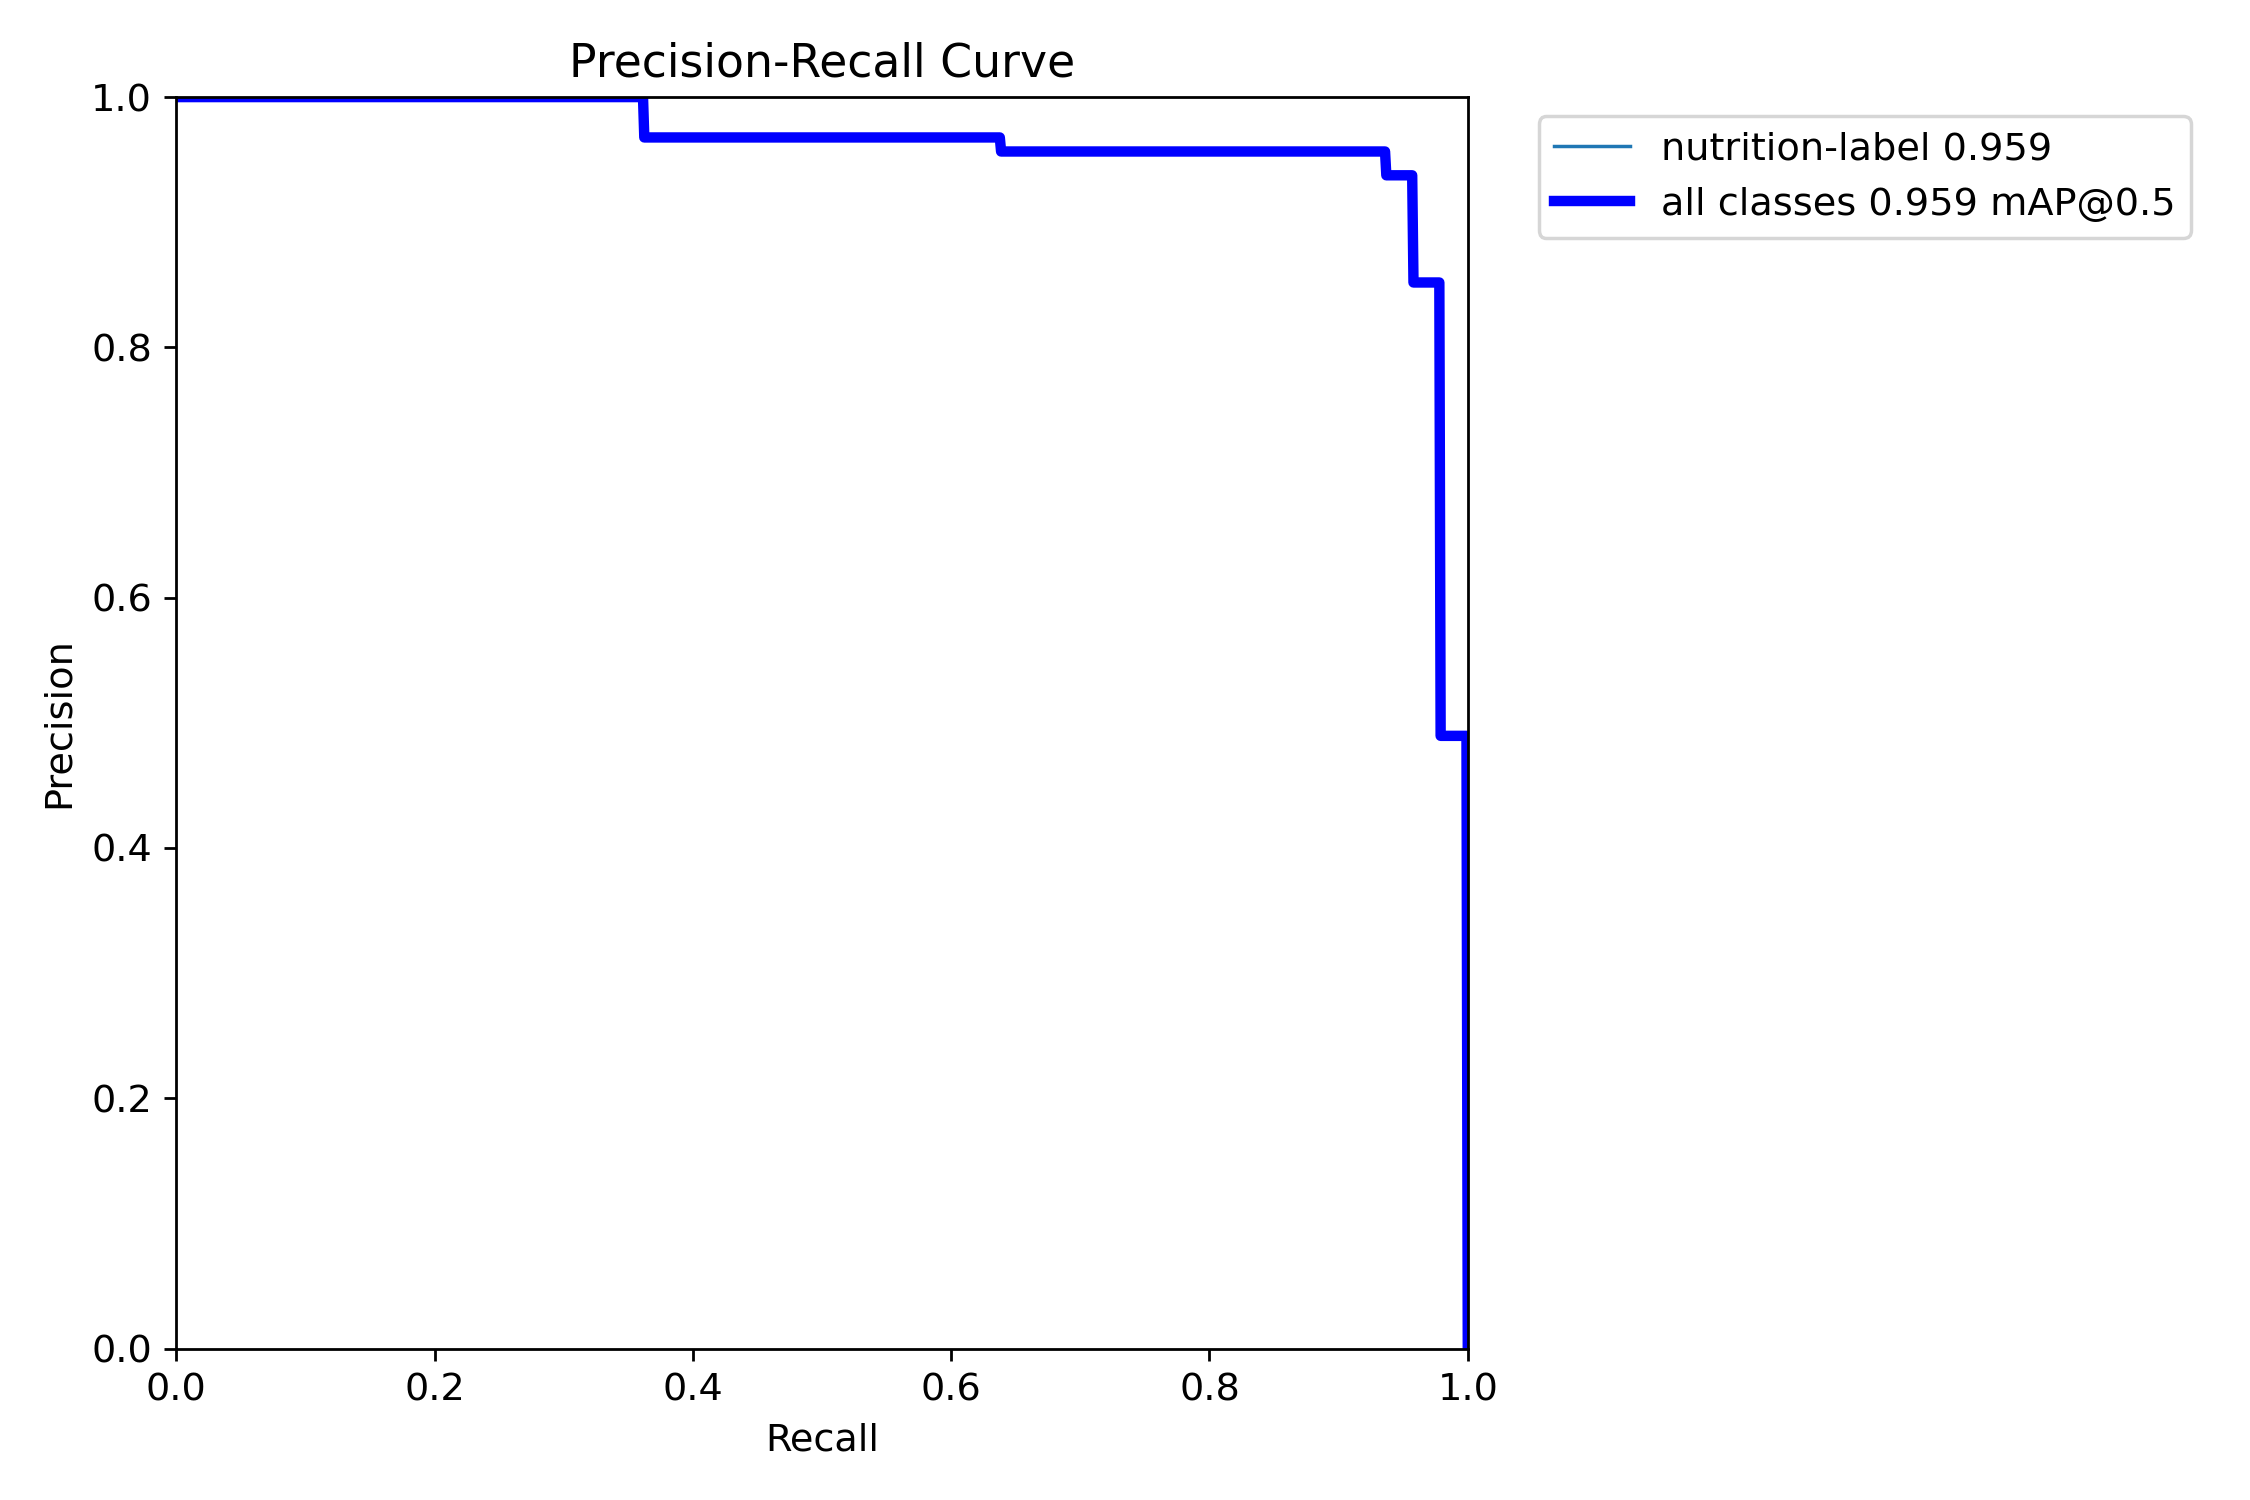 Precision-Recall Curve
1.0
0.8
0.6
0.4
0.2
0.0
Precision
0.0 0.2 0.4 0.6 0.8 1.0
Recall
nutrition-label 0.959
all classes 0.959 mAP@0.5